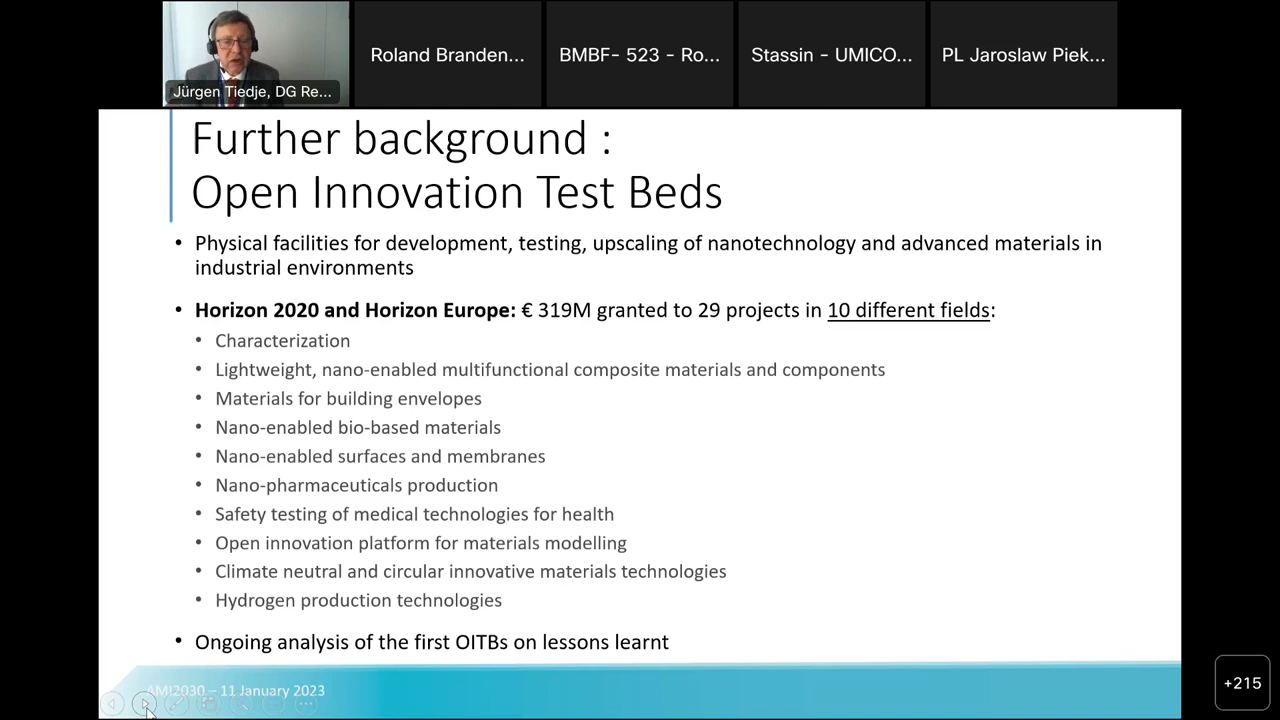 Jürgen Tiedje, DG Re...
Roland Branden...
BMBF- 523 - Ro...
Stassin - UMICO...
PL Jaroslaw Piek...
Further background :
Open Innovation Test Beds
• Physical facilities for development, testing, upscaling of nanotechnology and advanced materials in
industrial environments
• Horizon 2020 and Horizon Europe: € 319M granted to 29 projects in 10 different fields:
• Characterization
• Lightweight, nano-enabled multifunctional composite materials and components
• Materials for building envelopes
• Nano-enabled bio-based materials
• Nano-enabled surfaces and membranes
• Nano-pharmaceuticals production
• Safety testing of medical technologies for health
• Open innovation platform for materials modelling
• Climate neutral and circular innovative materials technologies
• Hydrogen production technologies
• Ongoing analysis of the first OITBs on lessons learnt
AMI2030 – 11 January 2023
+215